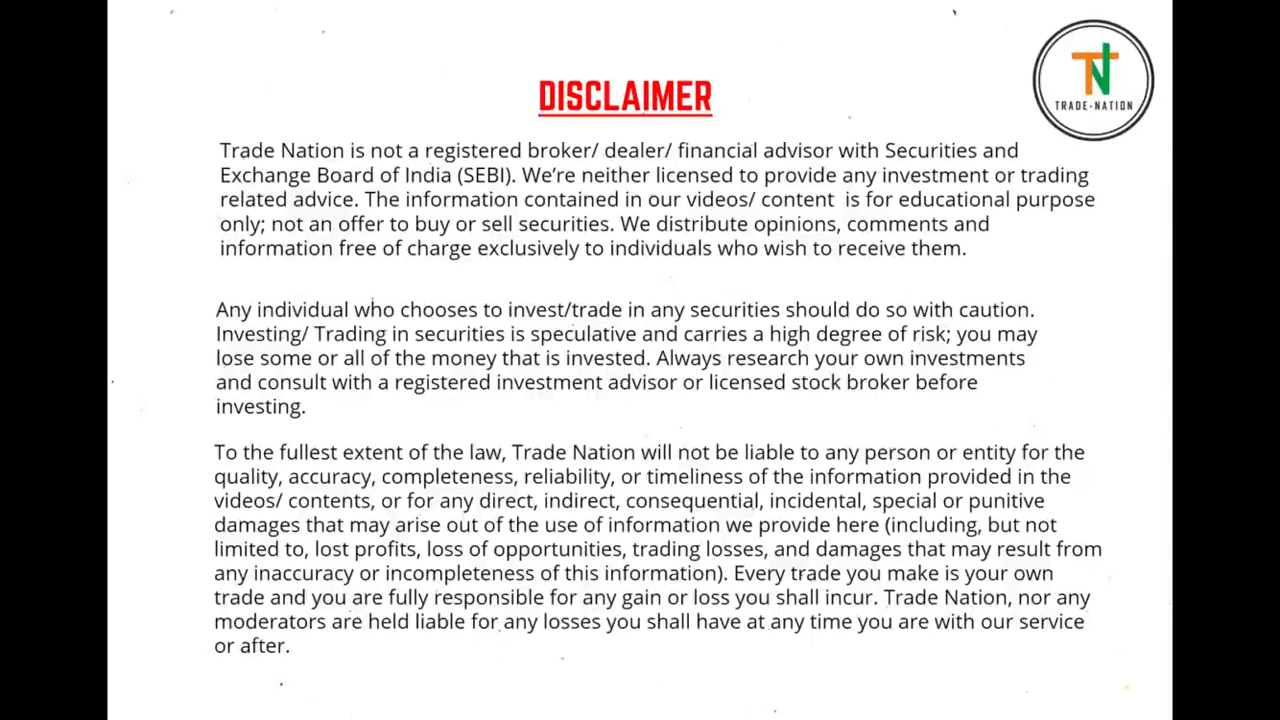 TRADE-NATION
DISCLAIMER
Trade Nation is not a registered broker/ dealer/ financial advisor with Securities and
Exchange Board of India (SEBI). We’re neither licensed to provide any investment or trading
related advice. The information contained in our videos/ content  is for educational purpose
only; not an offer to buy or sell securities. We distribute opinions, comments and
information free of charge exclusively to individuals who wish to receive them.
Any individual who chooses to invest/trade in any securities should do so with caution.
Investing/ Trading in securities is speculative and carries a high degree of risk; you may
lose some or all of the money that is invested. Always research your own investments
and consult with a registered investment advisor or licensed stock broker before
investing.
To the fullest extent of the law, Trade Nation will not be liable to any person or entity for the
quality, accuracy, completeness, reliability, or timeliness of the information provided in the
videos/ contents, or for any direct, indirect, consequential, incidental, special or punitive
damages that may arise out of the use of information we provide here (including, but not
limited to, lost profits, loss of opportunities, trading losses, and damages that may result from
any inaccuracy or incompleteness of this information). Every trade you make is your own
trade and you are fully responsible for any gain or loss you shall incur. Trade Nation, nor any
moderators are held liable for any losses you shall have at any time you are with our service
or after.